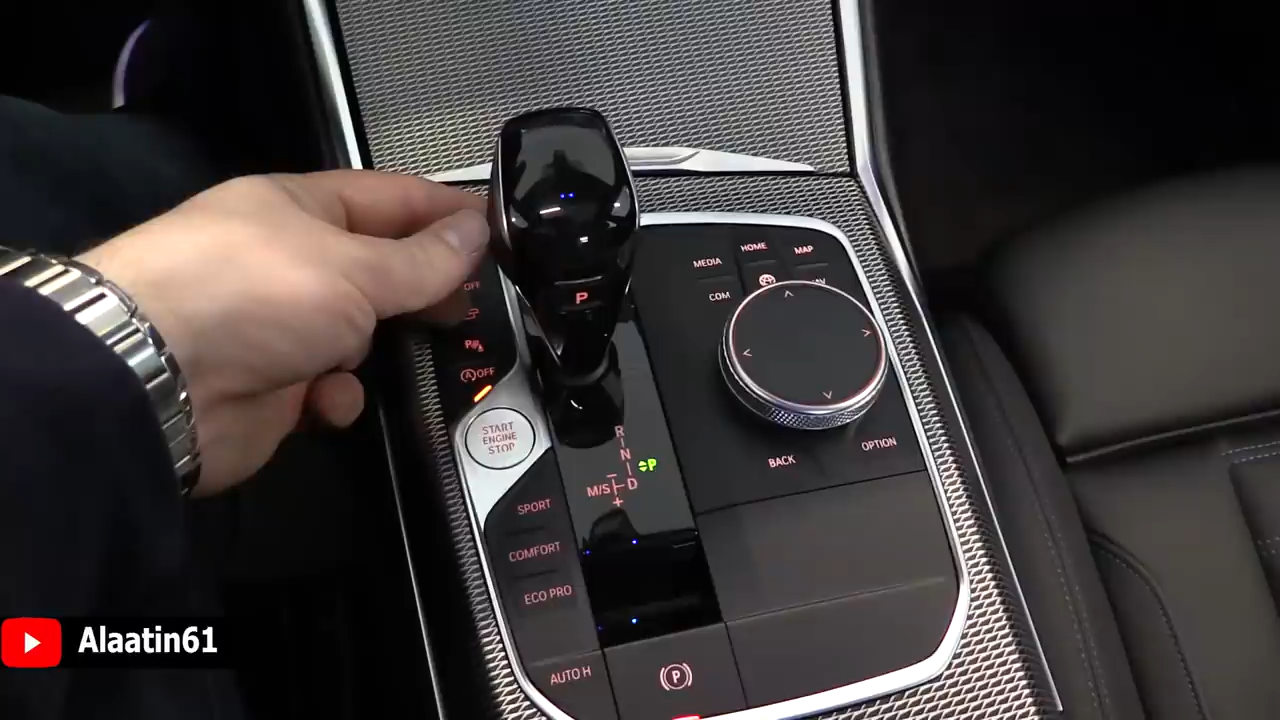 MEDIA
HOME
MAP
COM
OFF
P
P
OFF
START
ENGINE
STOP
R
N
P
M/S
D
+
BACK
OPTION
SPORT
COMFORT
ECO PRO
AUTO H
P
Alaatin61